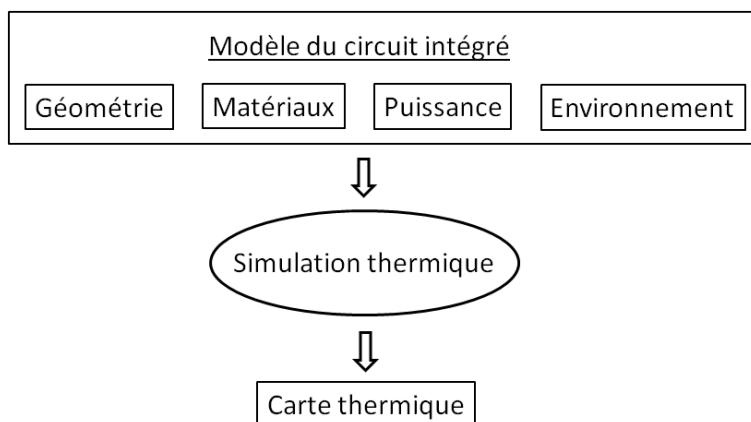 Modèle du circuit intégré
Géométrie Matériaux Puissance Environnement
Simulation thermique
Carte thermique